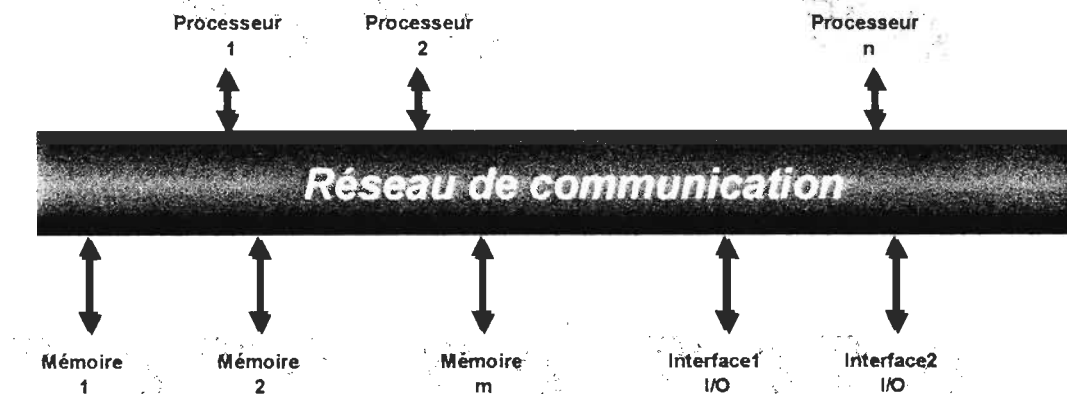 Processeur
1
Processeur
2
Processeur
n
Réseau de communication
Mémoire
1
Mémoire
2
Mémoire
m
Interface1
I/O
Interface2
I/O